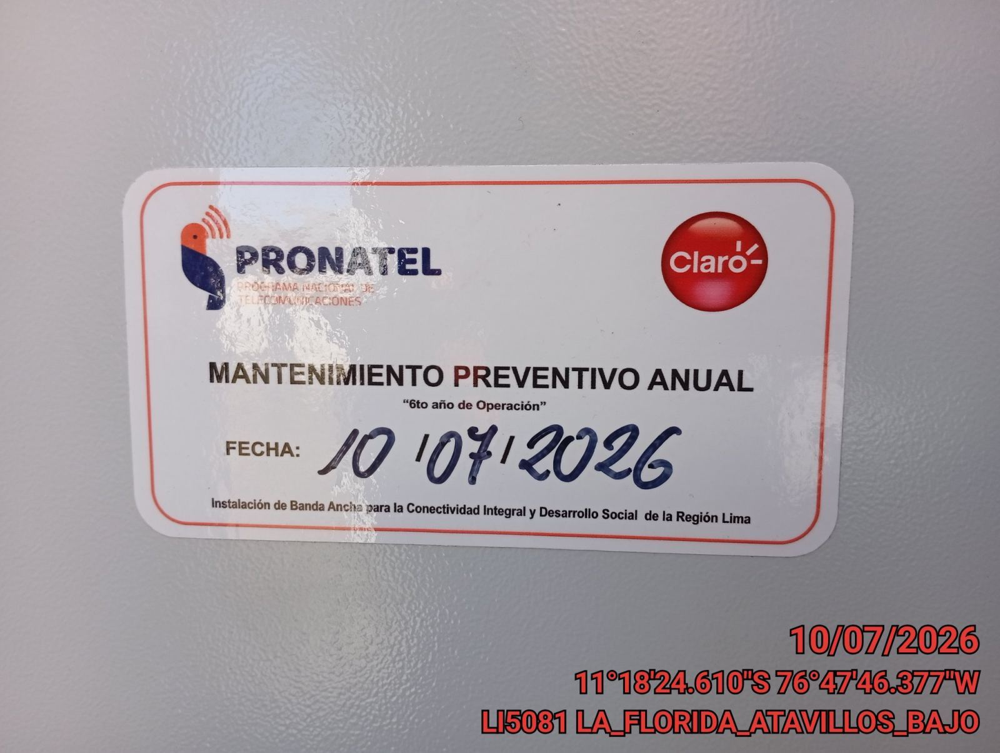 PRONATEL
PROGRAMA NACIONAL DE
TELECOMUNICACIONES
Claro
MANTENIMIENTO PREVENTIVO ANUAL
“6to año de Operación”
FECHA: 10/07/2026
Instalación de Banda Ancha para la Conectividad Integral y Desarrollo Social de la Región Lima
10/07/2026
11°18'24.610"S 76°47'46.377"W
LI5081 LA_FLORIDA_ATAVILLOS_BAJO